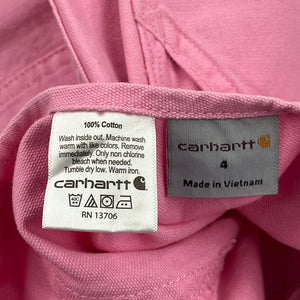 100% Cotton
Wash inside out. Machine wash
warm with like colors. Remove
immediately. Only non chlorine
bleach when needed.
Tumble dry low. Warm iron.
carhartt
RN 13706
carhartt
4
Made in Vietnam